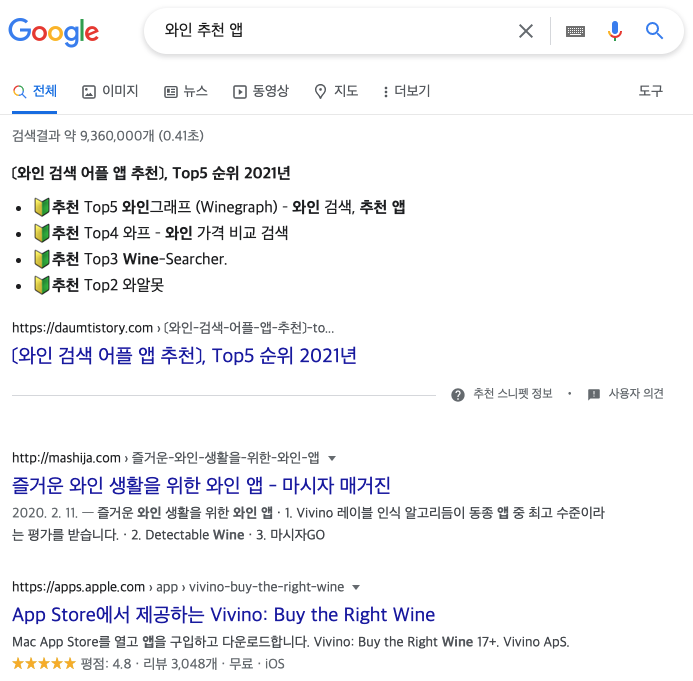 Google
와인 추천 앱
전체 이미지 뉴스 동영상 지도 더보기 도구
검색결과 약 9,360,000개 (0.41초)
[와인 검색 어플 앱 추천], Top5 순위 2021년
추천 Top5 와인그래프 (Winegraph) - 와인 검색, 추천 앱
추천 Top4 와프 - 와인 가격 비교 검색
추천 Top3 Wine-Searcher.
추천 Top2 와알못
https://daumtistory.com › [와인-검색-어플-앱-추천]-to...
[와인 검색 어플 앱 추천], Top5 순위 2021년
추천 스니펫 정보 • 사용자 의견
http://mashija.com › 즐거운-와인-생활을-위한-와인-앱
즐거운 와인 생활을 위한 와인 앱 - 마시자 매거진
2020. 2. 11. — 즐거운 와인 생활을 위한 와인 앱 · 1. Vivino 레이블 인식 알고리듬이 동종 앱 중 최고 수준이라
는 평가를 받습니다. · 2. Detectable Wine · 3. 마시자GO
https://apps.apple.com › app › vivino-buy-the-right-wine
App Store에서 제공하는 Vivino: Buy the Right Wine
Mac App Store를 열고 앱을 구입하고 다운로드합니다. Vivino: Buy the Right Wine 17+. Vivino ApS.
★★★★★ 평점: 4.8 · 리뷰 3,048개 · 무료 · iOS